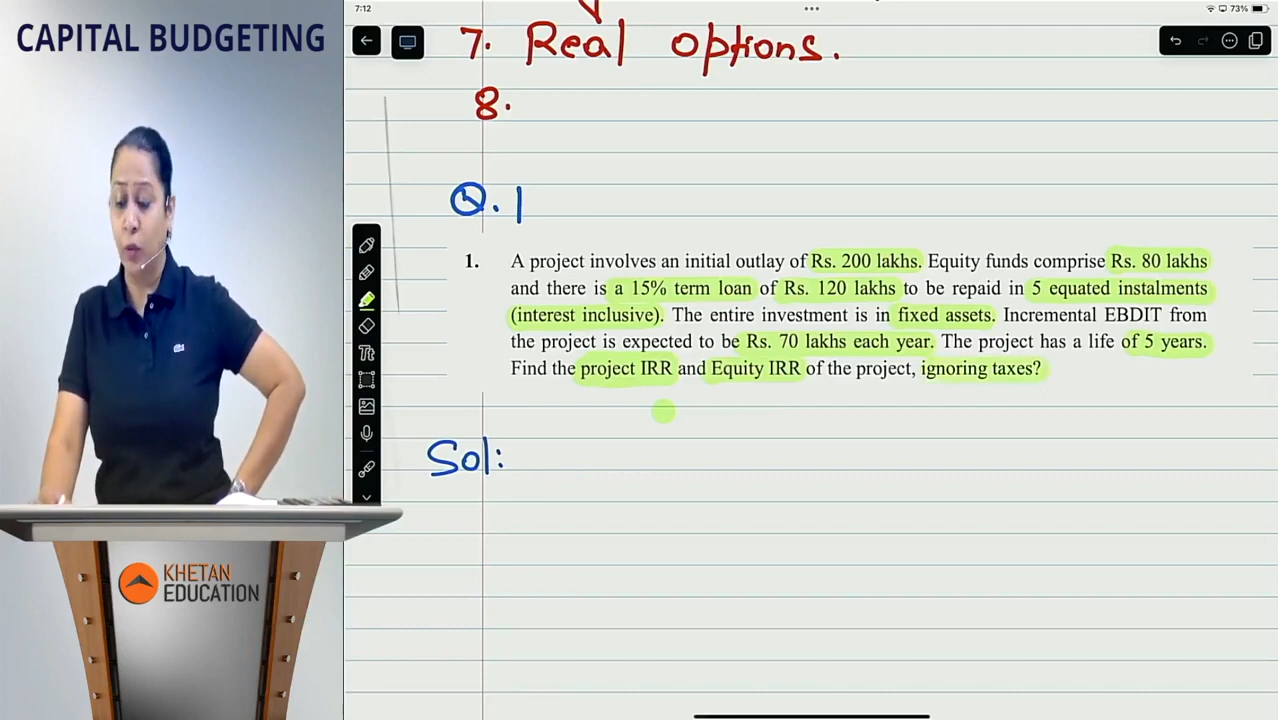 CAPITAL BUDGETING
7:12
73%
7. Real options.
8.
Q. 1
1. A project involves an initial outlay of Rs. 200 lakhs. Equity funds comprise Rs. 80 lakhs
and there is a 15% term loan of Rs. 120 lakhs to be repaid in 5 equated instalments
(interest inclusive). The entire investment is in fixed assets. Incremental EBDIT from
the project is expected to be Rs. 70 lakhs each year. The project has a life of 5 years.
Find the project IRR and Equity IRR of the project, ignoring taxes?
Sol:
Tt
KHETAN
EDUCATION